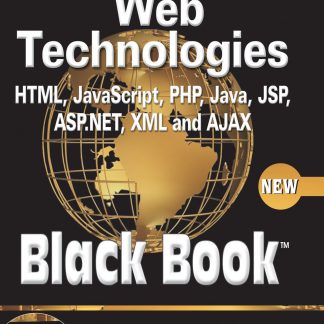 Web
Technologies
HTML, JavaScript, PHP, Java, JSP,
ASP.NET, XML and AJAX
NEW
Black Book™